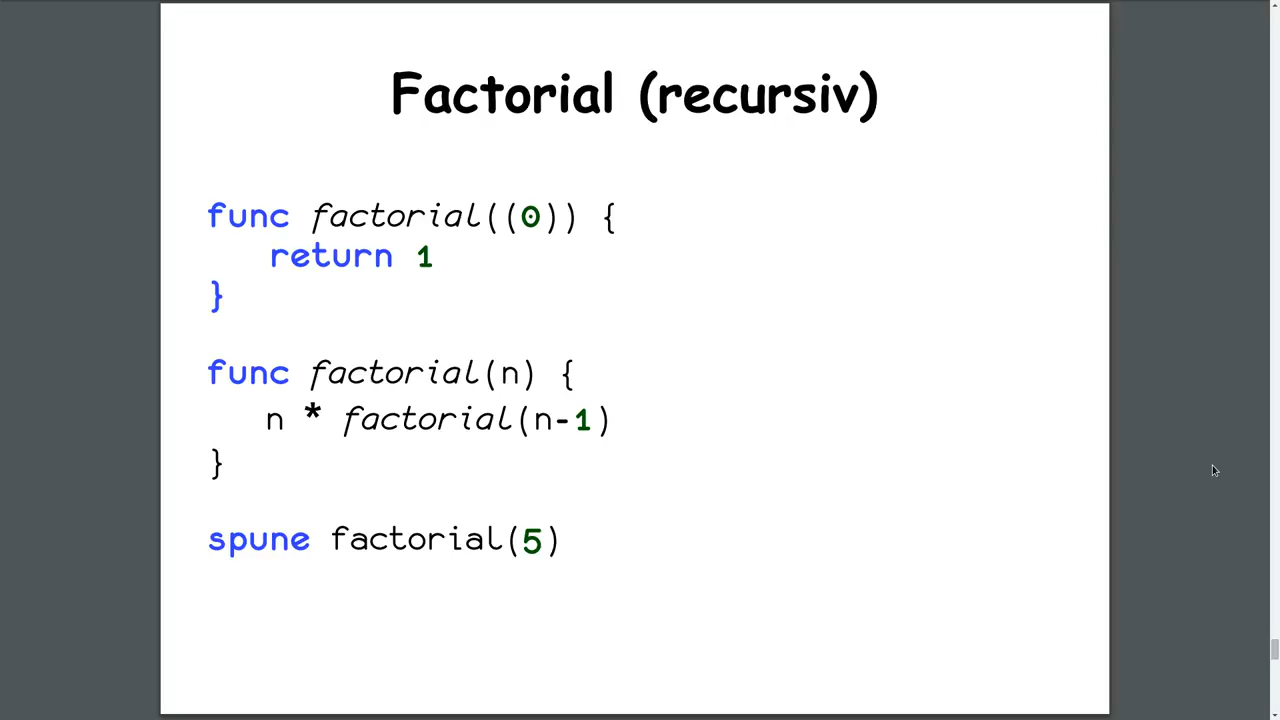 Factorial (recursiv)
func factorial((0)) {
return 1
}
func factorial(n) {
n * factorial(n-1)
}
spune factorial(5)